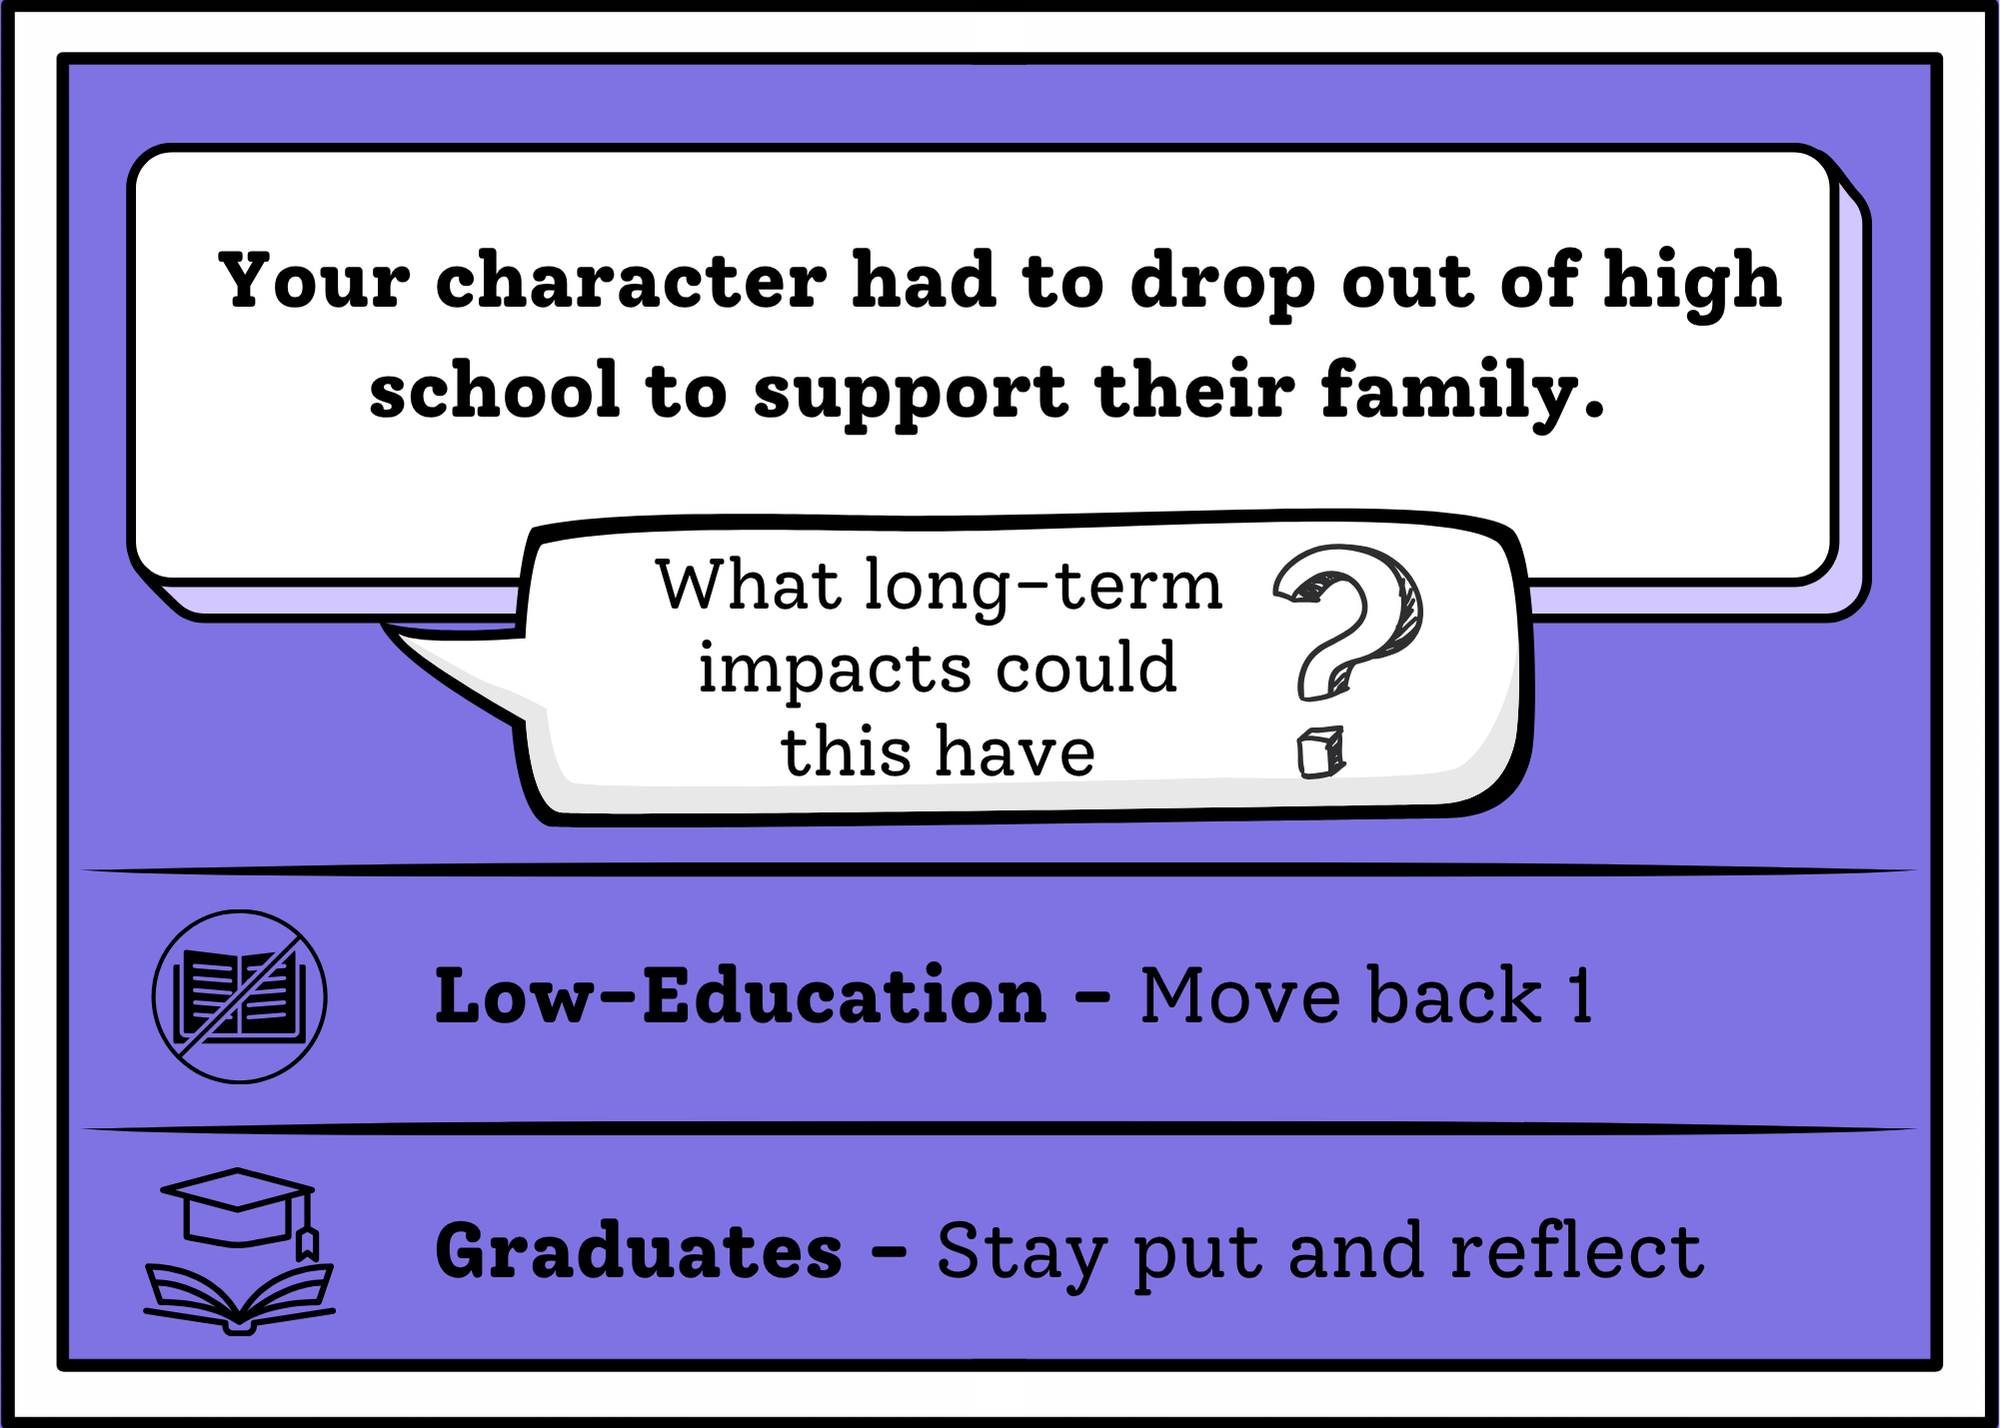 Your character had to drop out of high
school to support their family.
What long-term
impacts could
this have
?
Low-Education - Move back 1
Graduates - Stay put and reflect